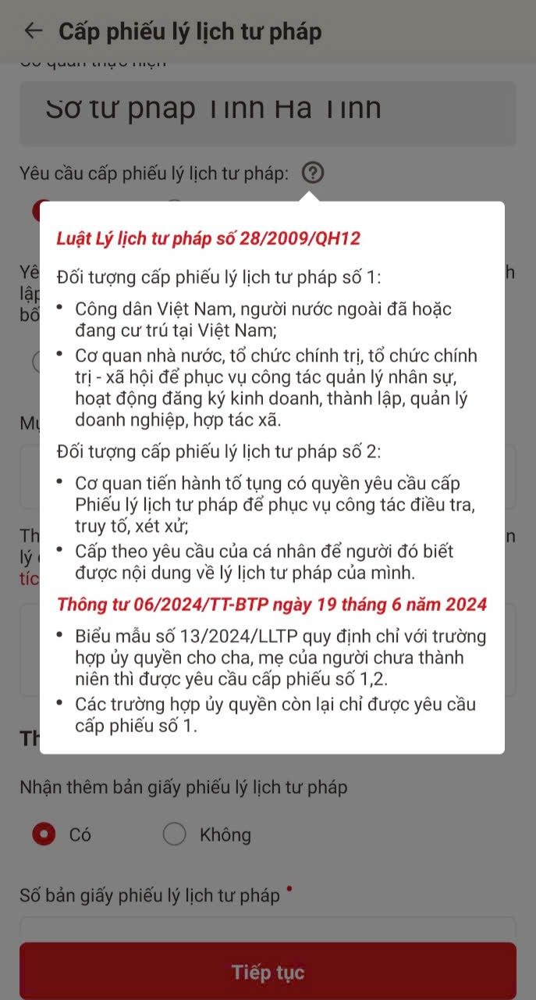 Cấp phiếu lý lịch tư pháp
Sở tư pháp Tỉnh Hà Tĩnh
Yêu cầu cấp phiếu lý lịch tư pháp:
Luật Lý lịch tư pháp số 28/2009/QH12
Đối tượng cấp phiếu lý lịch tư pháp số 1:
• Công dân Việt Nam, người nước ngoài đã hoặc
đang cư trú tại Việt Nam;
• Cơ quan nhà nước, tổ chức chính trị, tổ chức chính
trị - xã hội để phục vụ công tác quản lý nhân sự,
hoạt động đăng ký kinh doanh, thành lập, quản lý
doanh nghiệp, hợp tác xã.
Đối tượng cấp phiếu lý lịch tư pháp số 2:
• Cơ quan tiến hành tố tụng có quyền yêu cầu cấp
Phiếu lý lịch tư pháp để phục vụ công tác điều tra,
truy tố, xét xử;
• Cấp theo yêu cầu của cá nhân để người đó biết
được nội dung về lý lịch tư pháp của mình.
Thông tư 06/2024/TT-BTP ngày 19 tháng 6 năm 2024
• Biểu mẫu số 13/2024/LLTP quy định chỉ với trường
hợp ủy quyền cho cha, mẹ của người chưa thành
niên thì được yêu cầu cấp phiếu số 1,2.
• Các trường hợp ủy quyền còn lại chỉ được yêu cầu
cấp phiếu số 1.
Nhận thêm bản giấy phiếu lý lịch tư pháp
Có Không
Số bản giấy phiếu lý lịch tư pháp
Tiếp tục